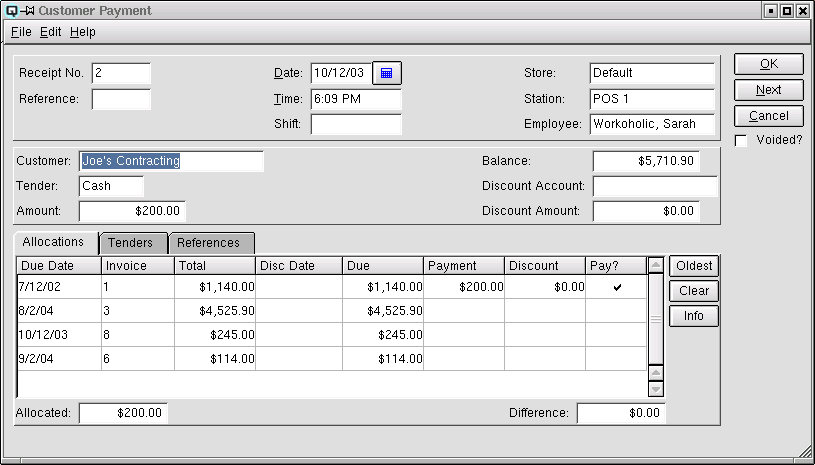 Customer Payment
File Edit Help
Receipt No. 2 Date: 10/12/03 Store: Default OK
Reference: Time: 6:09 PM Station: POS 1 Next
Shift: Employee: Workoholic, Sarah Cancel
Voided?
Customer: Joe's Contracting Balance: $5,710.90
Tender: Cash Discount Account:
Amount: $200.00 Discount Amount: $0.00
Allocations Tenders References
Due Date Invoice Total Disc Date Due Payment Discount Pay? Oldest
7/12/02 1 $1,140.00 $1,140.00 $200.00 $0.00 Clear
8/2/04 3 $4,525.90 $4,525.90 Info
10/12/03 8 $245.00 $245.00
9/2/04 6 $114.00 $114.00
Allocated: $200.00 Difference: $0.00